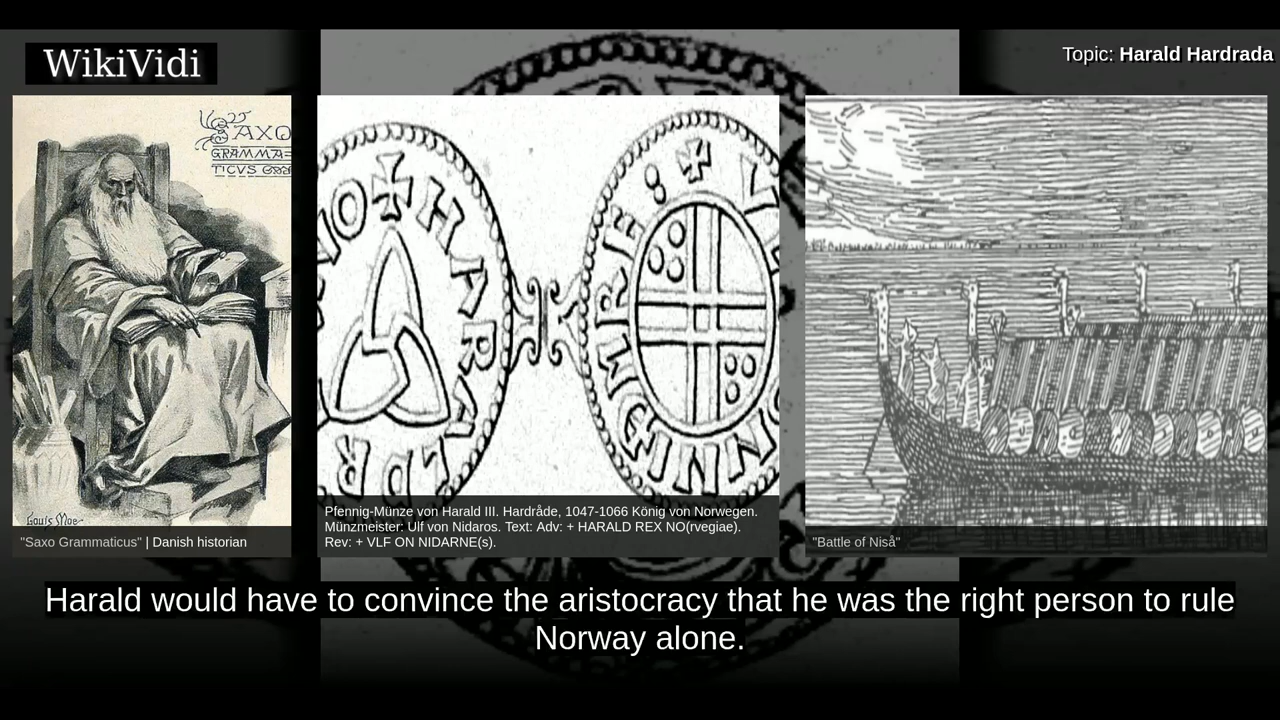 WikiVidi
Topic: Harald Hardrada
SAXO
GRAMMA=
TICVS
Louis Moe
"Saxo Grammaticus" | Danish historian
Pfennig-Münze von Harald III. Hardråde, 1047-1066 König von Norwegen.
Münzmeister: Ulf von Nidaros. Text: Adv: + HARALD REX NO(rvegiae).
Rev: + VLF ON NIDARNE(s).
"Battle of Niså"
Harald would have to convince the aristocracy that he was the right person to rule
Norway alone.